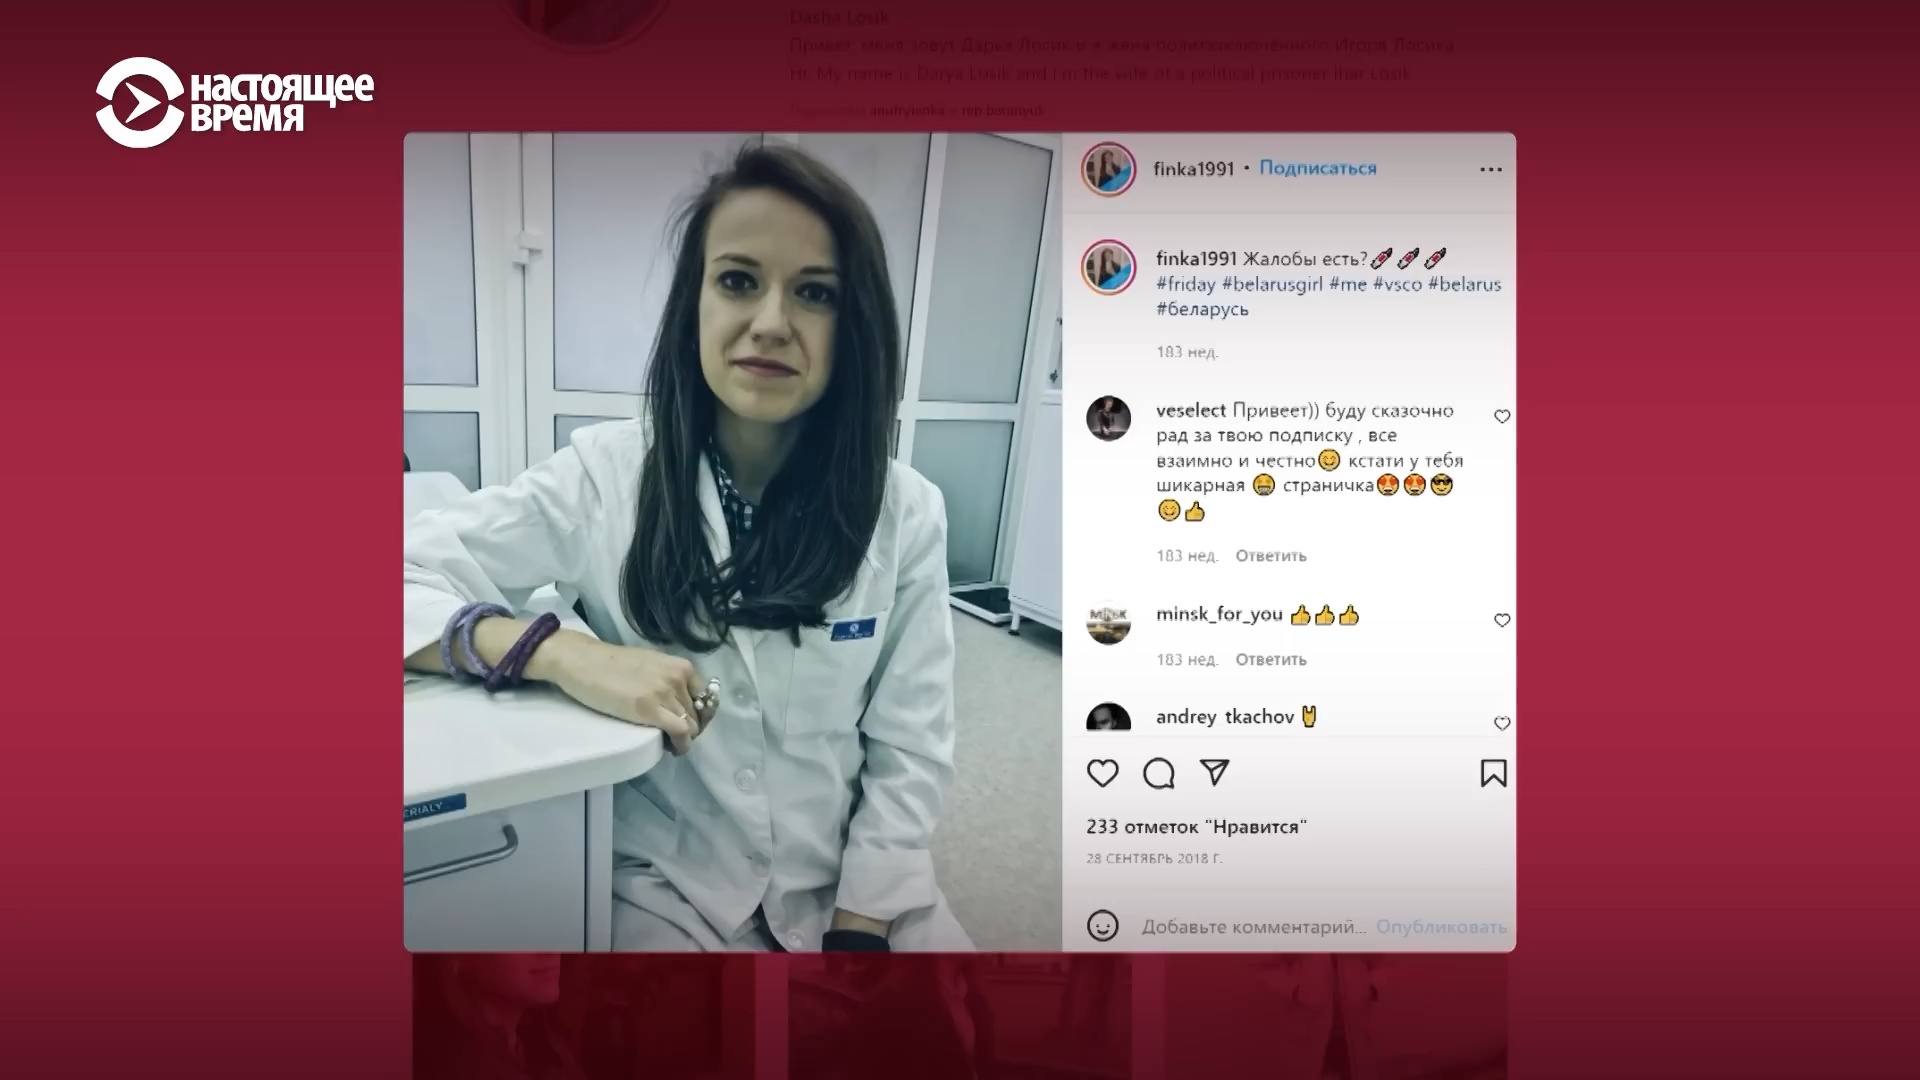 Dasha Losik
Привет, меня зовут Дарья Лосик и я жена политзаключенного Игоря Лосика
Hi. My name is Darya Losik and I'm the wife of a political prisoner Ihar Losik
НАСТОЯЩЕЕ
ВРЕМЯ
finka1991 • Подписаться
finka1991 Жалобы есть?💉💉💉
#friday #belarusgirl #me #vsco #belarus
#беларусь
183 нед.
veselect Привеет)) буду сказочно
рад за твою подписку , все
взаимно и честно😊 кстати у тебя
шикарная 🤑 страничка😍😍😎
😊👍
183 нед. Ответить
minsk_for_you 👍👍👍
183 нед. Ответить
andrey_tkachov 🤘
233 отметок "Нравится"
28 СЕНТЯБРЬ 2018 Г.
Добавьте комментарий... Опубликовать
MINSK
ERIALY